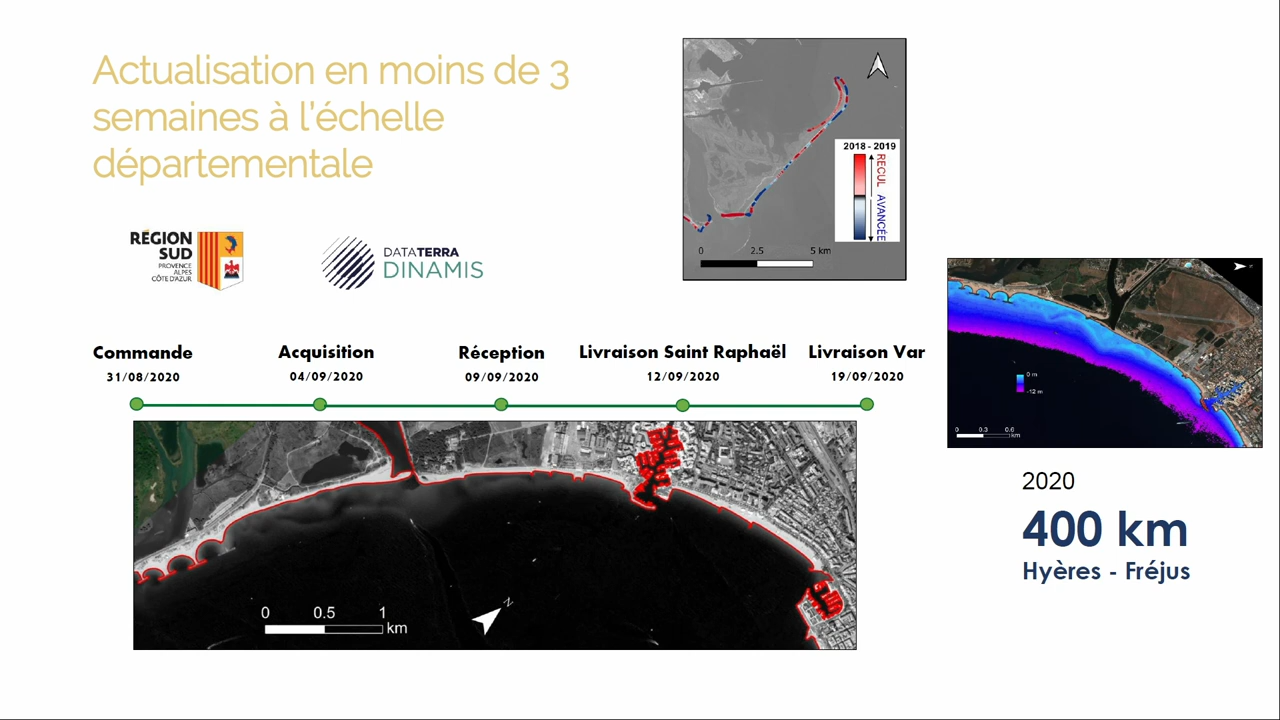 Actualisation en moins de 3
semaines à l'échelle
départementale
RÉGION
SUD
PROVENCE
ALPES
CÔTE D'AZUR
DATATERRA
DINAMIS
2018 - 2019
RECUL
AVANCÉE
0 2.5 5 km
Commande
31/08/2020
Acquisition
04/09/2020
Réception
09/09/2020
Livraison Saint Raphaël
12/09/2020
Livraison Var
19/09/2020
0 0.5 1
km
N
0 m
-12 m
0 0.3 0.6
km
2020
400 km
Hyères - Fréjus